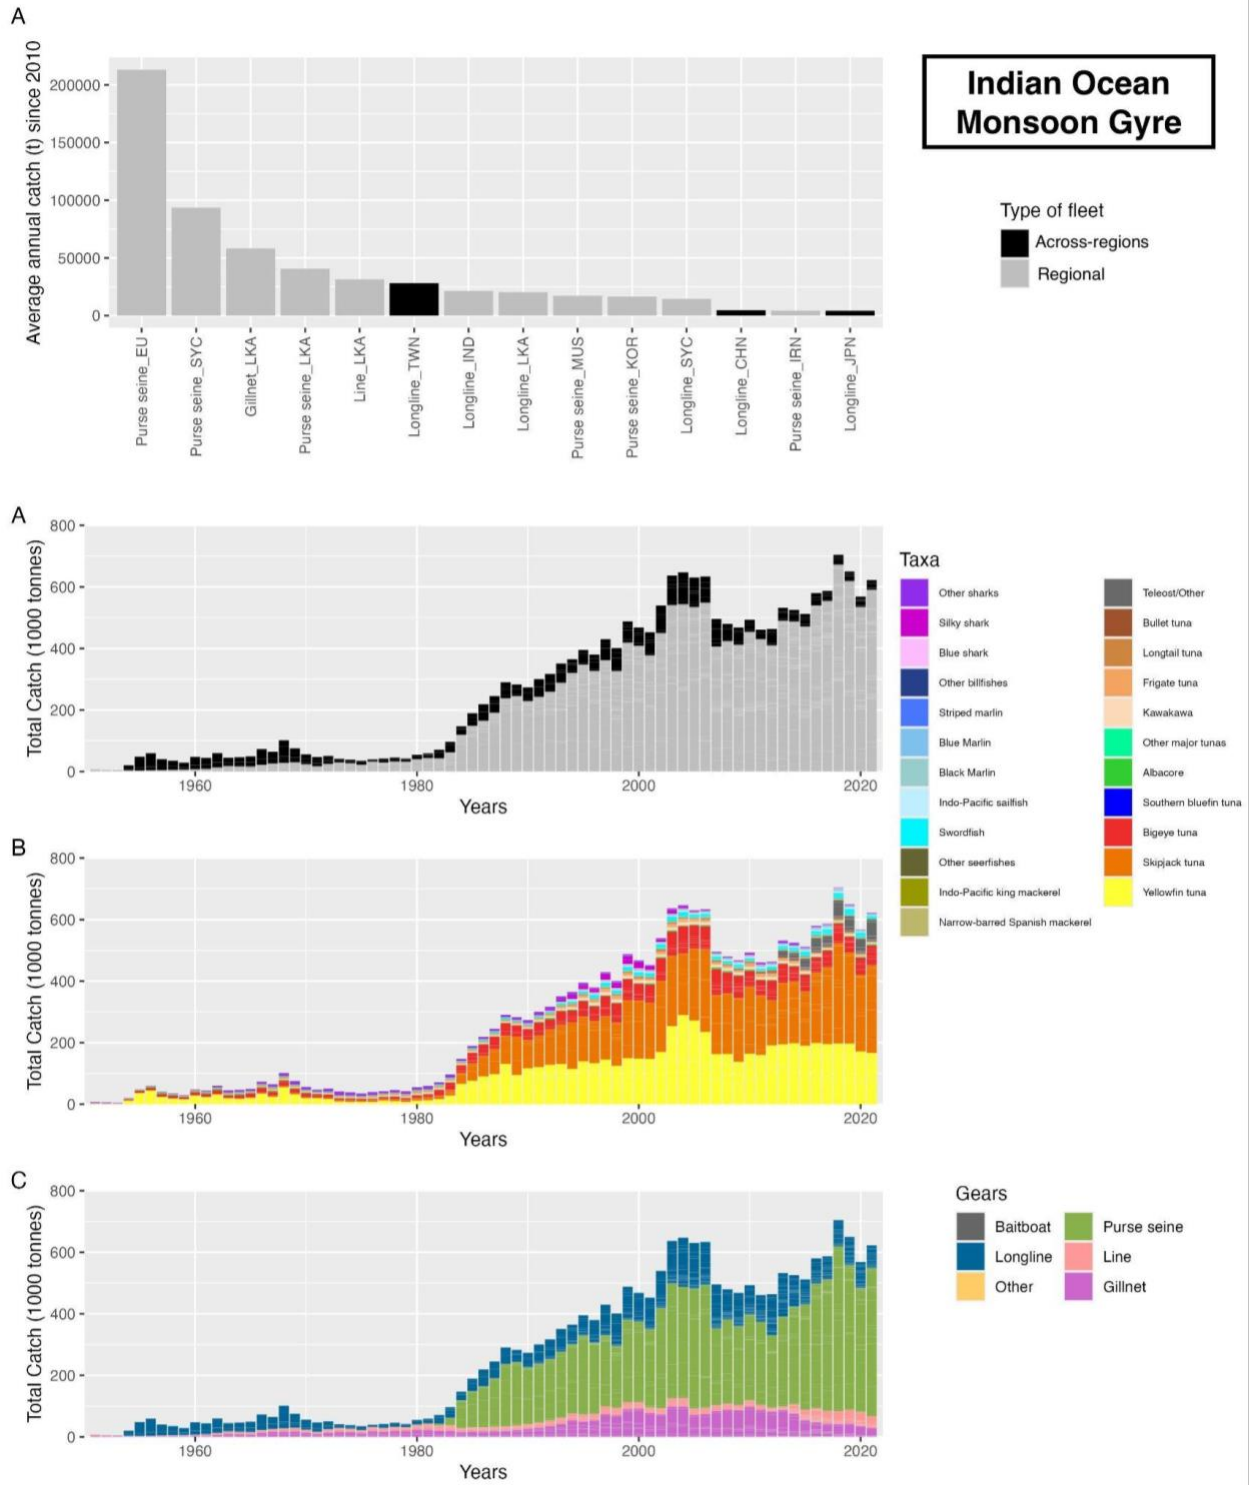 A
Average annual catch (t) since 2010
200000
150000
100000
50000
0
Purse seine_EU
Purse seine_SYC
Gillnet_LKA
Purse seine_LKA
Line_LKA
Longline_TWN
Longline_IND
Longline_LKA
Purse seine_MUS
Purse seine_KOR
Longline_SYC
Longline_CHN
Purse seine_IRN
Longline_JPN
Indian Ocean
Monsoon Gyre
Type of fleet
Across-regions
Regional
A
Total Catch (1000 tonnes)
800
600
400
200
0
1960
1980
2000
2020
Years
Taxa
Other sharks
Silky shark
Blue shark
Other billfishes
Striped marlin
Blue Marlin
Black Marlin
Indo-Pacific sailfish
Swordfish
Other seerfishes
Indo-Pacific king mackerel
Narrow-barred Spanish mackerel
Teleost/Other
Bullet tuna
Longtail tuna
Frigate tuna
Kawakawa
Other major tunas
Albacore
Southern bluefin tuna
Bigeye tuna
Skipjack tuna
Yellowfin tuna
B
Total Catch (1000 tonnes)
800
600
400
200
0
1960
1980
2000
2020
Years
C
Total Catch (1000 tonnes)
800
600
400
200
0
1960
1980
2000
2020
Years
Gears
Baitboat
Longline
Other
Purse seine
Line
Gillnet